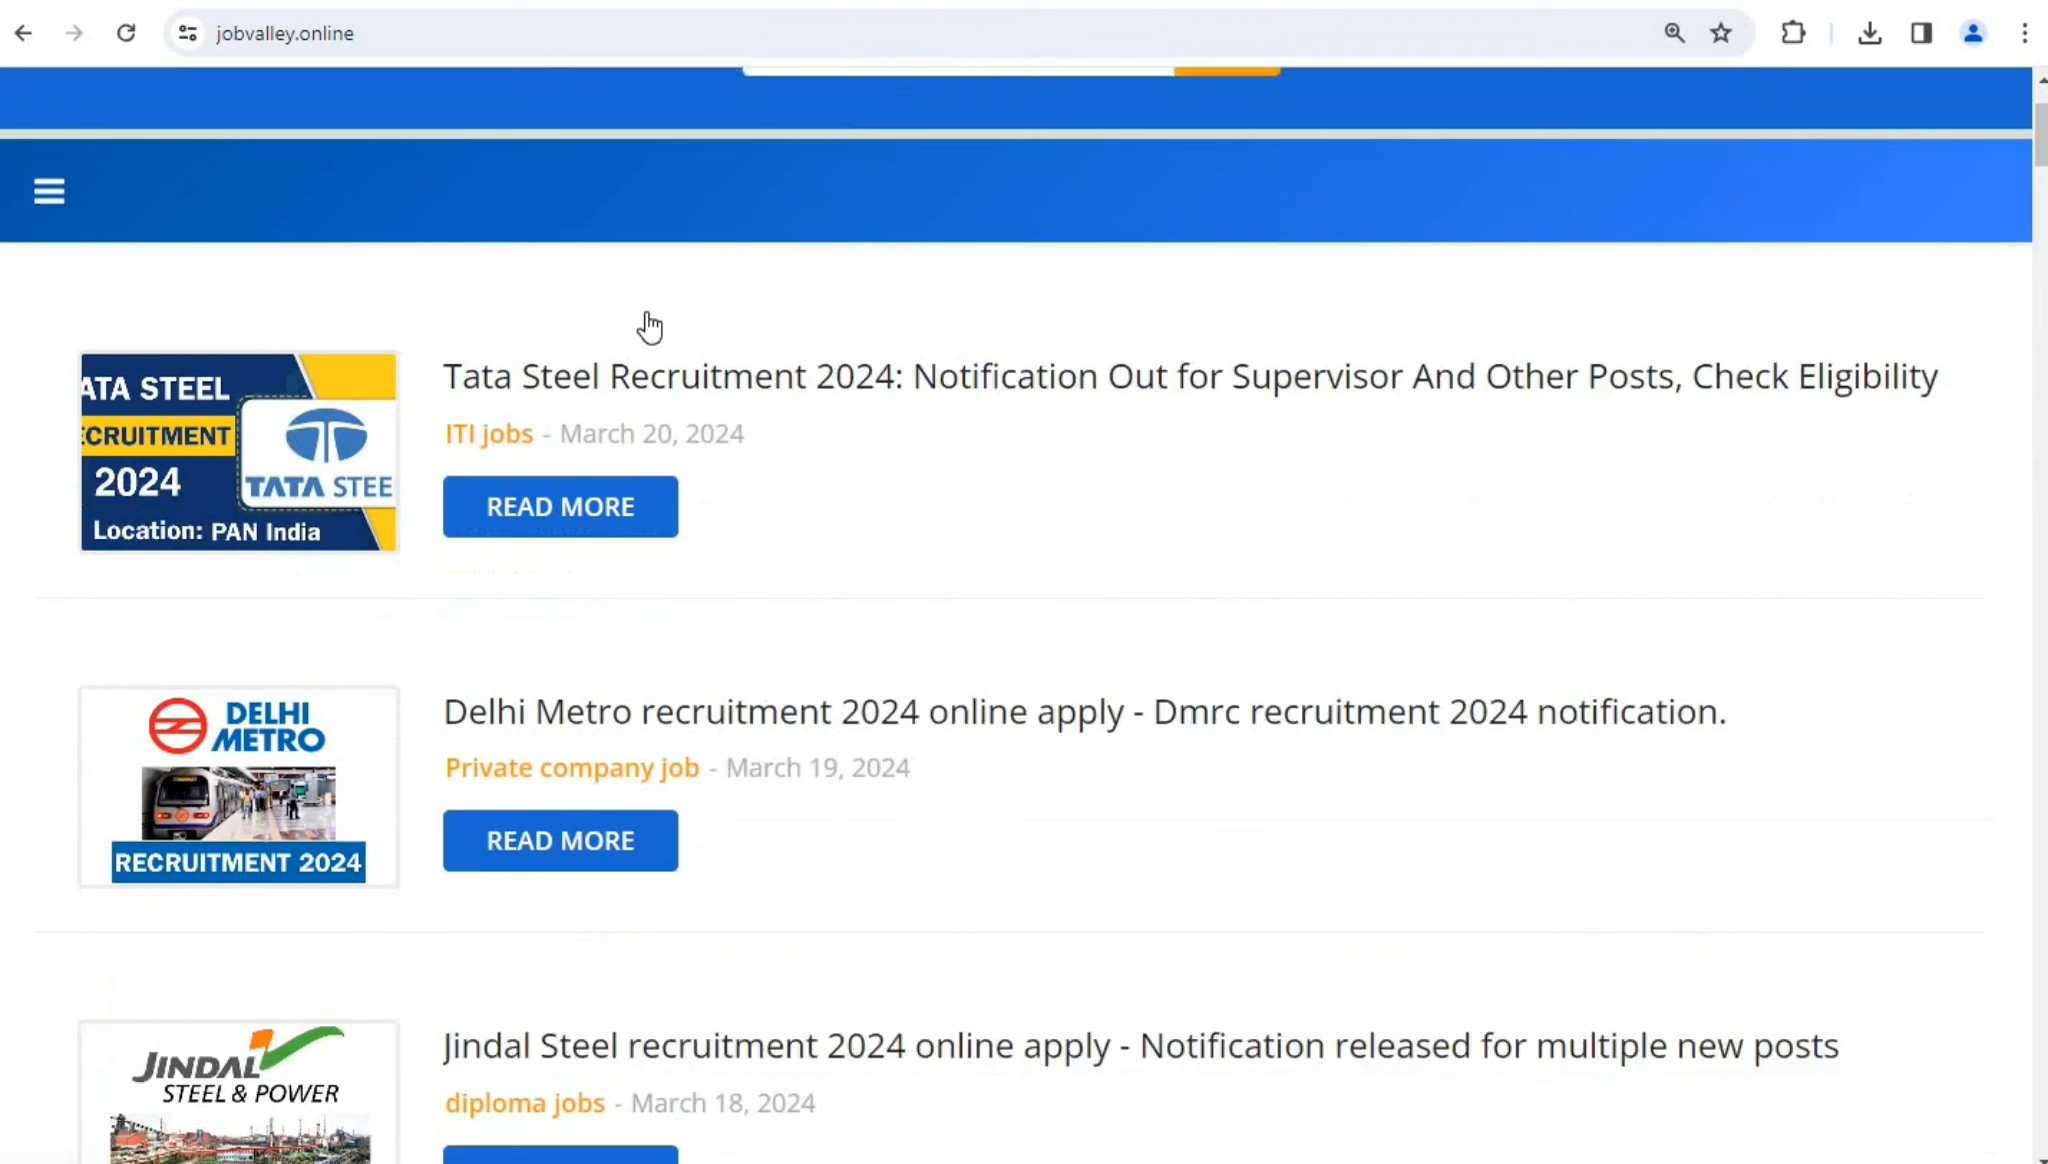 jobvalley.online
ATA STEEL
ECRUITMENT
2024
TATA STEE
Location: PAN India
Tata Steel Recruitment 2024: Notification Out for Supervisor And Other Posts, Check Eligibility
ITI jobs - March 20, 2024
READ MORE
DELHI
METRO
RECRUITMENT 2024
Delhi Metro recruitment 2024 online apply - Dmrc recruitment 2024 notification.
Private company job - March 19, 2024
READ MORE
JINDAL
STEEL & POWER
Jindal Steel recruitment 2024 online apply - Notification released for multiple new posts
diploma jobs - March 18, 2024